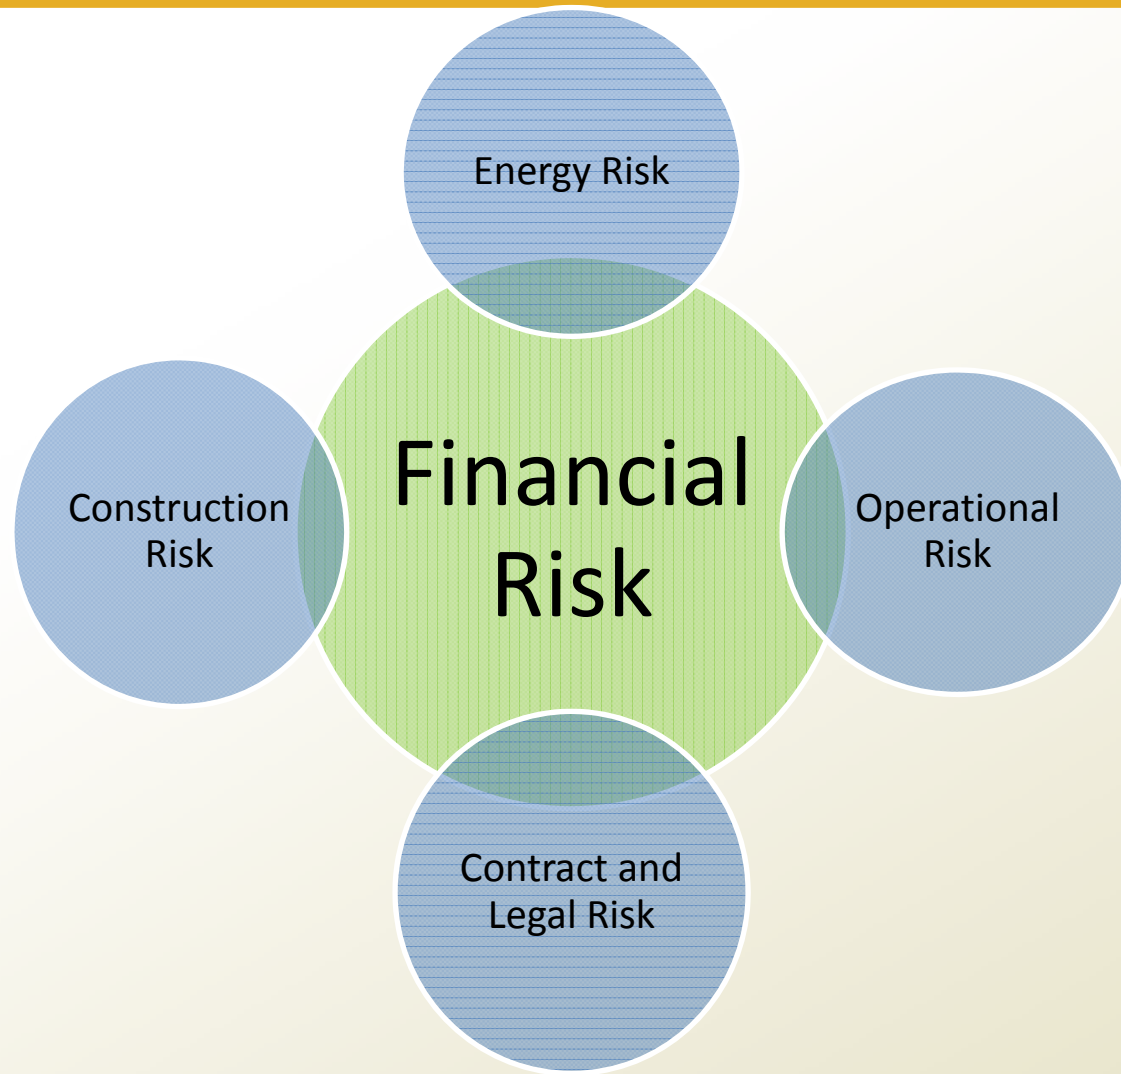 Energy Risk
Financial
Risk
Construction
Risk
Operational
Risk
Contract and
Legal Risk